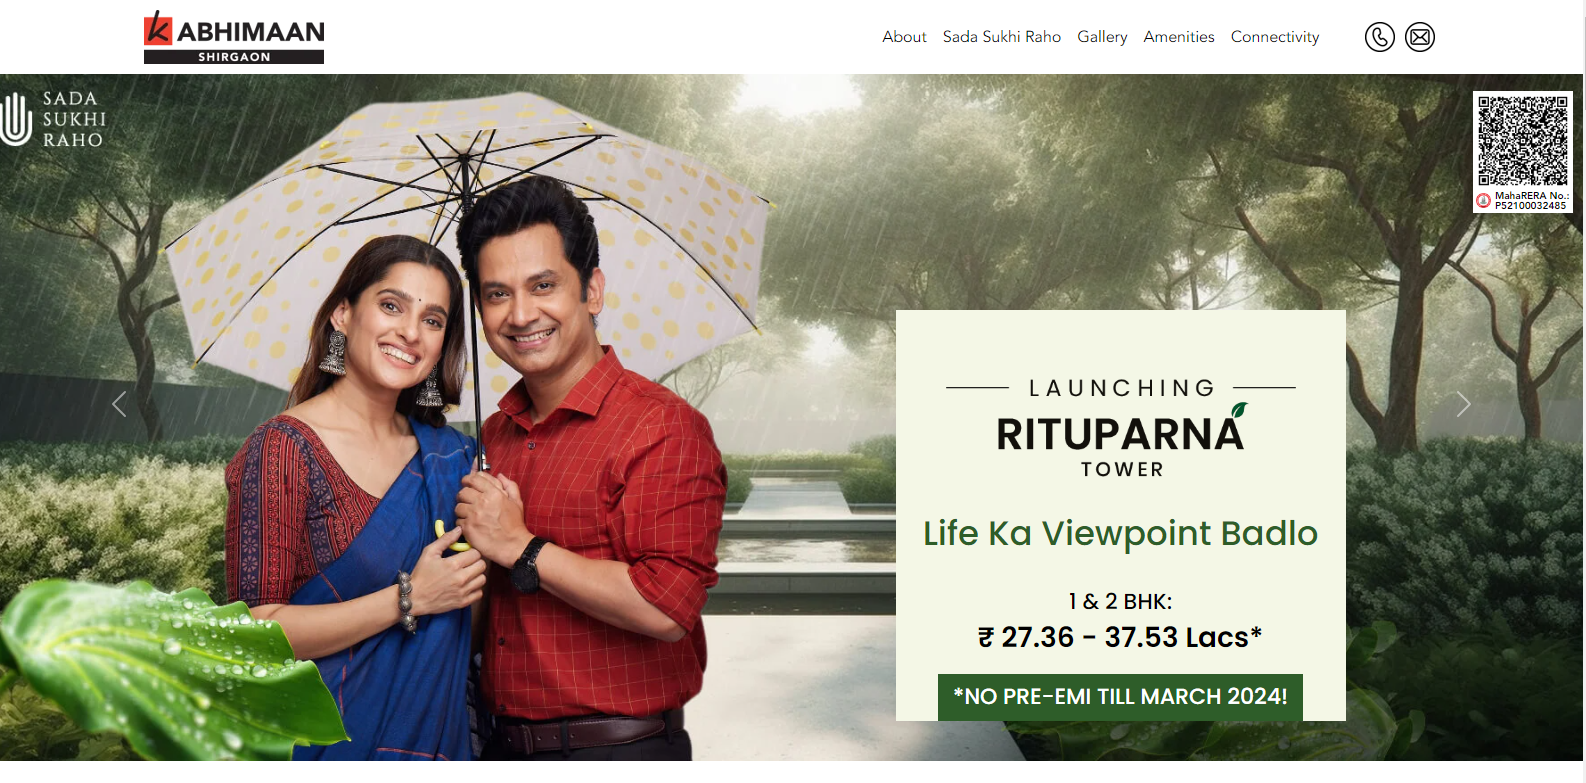 k ABHIMAAN
SHIRGAON
About Sada Sukhi Raho Gallery Amenities Connectivity
SADA
SUKHI
RAHO
MahaRERA No.:
P52100032485
LAUNCHING
RITUPARNA
TOWER
Life Ka Viewpoint Badlo
1 & 2 BHK:
₹ 27.36 - 37.53 Lacs*
*NO PRE-EMI TILL MARCH 2024!